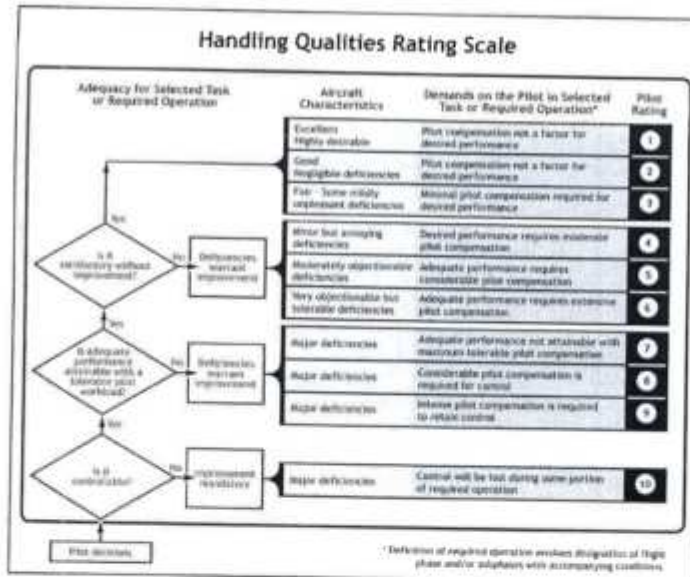 Handling Qualities Rating Scale
Adequacy for Selected Task
or Required Operation
Aircraft
Characteristics
Demands on the Pilot in Selected
Task or Required Operation*
Pilot
Rating
Excellent
Highly desirable
Pilot compensation not a factor for
desired performance
1
Good
Negligible deficiencies
Pilot compensation not a factor for
desired performance
2
Fair - Some mildly
unpleasant deficiencies
Minimal pilot compensation required for
desired performance
3
Yes
Is it
satisfactory without
improvement?
No
Deficiencies
warrant
improvement
Minor but annoying
deficiencies
Desired performance requires moderate
pilot compensation
4
Moderately objectionable
deficiencies
Adequate performance requires
considerable pilot compensation
5
Very objectionable but
tolerable deficiencies
Adequate performance requires extensive
pilot compensation
6
Yes
Is adequate
performance
attainable with a
tolerable pilot
workload?
No
Deficiencies
warrant
improvement
Major deficiencies
Adequate performance not attainable with
maximum tolerable pilot compensation
7
Major deficiencies
Considerable pilot compensation is
required for control
8
Major deficiencies
Intense pilot compensation is required
to retain control
9
Yes
Is it
controllable?
No
Improvement
mandatory
Major deficiencies
Control will be lost during some portion
of required operation
10
Pilot decisions
* Definition of required operation involves designation of flight
phase and/or subphases with accompanying conditions.